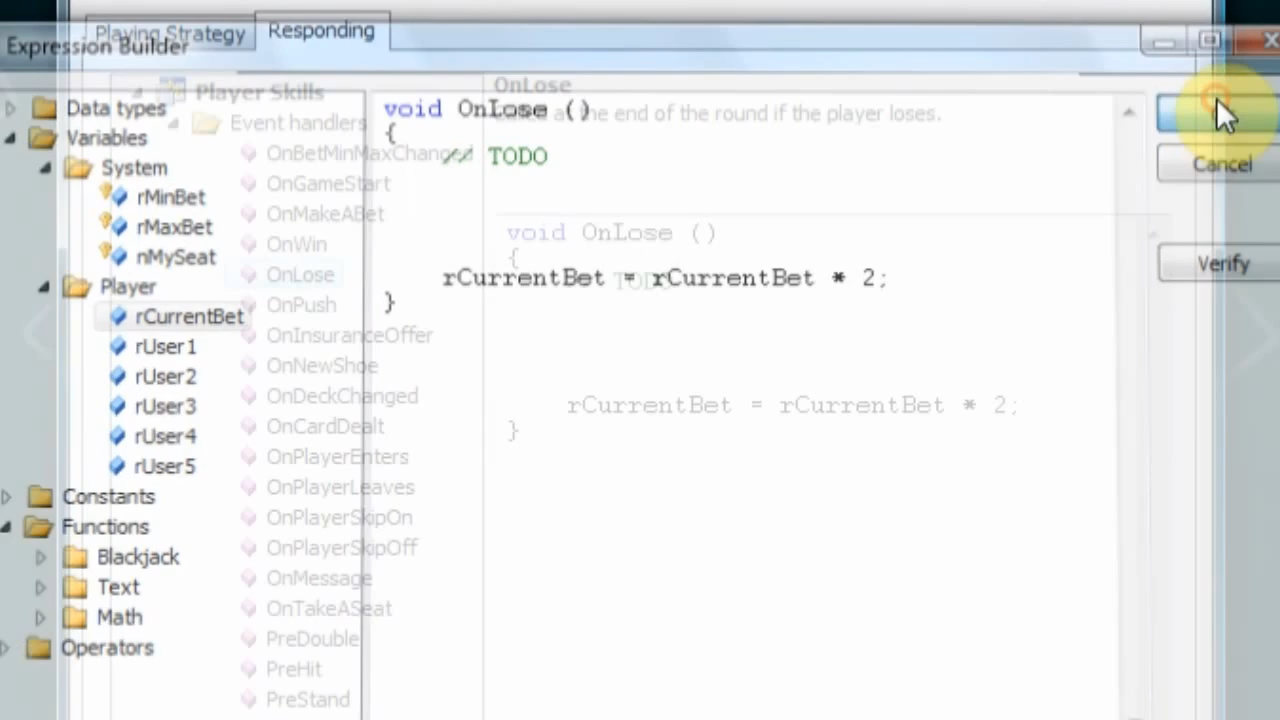 Playing Strategy
Responding
Expression Builder
Data types
Variables
System
rMinBet
rMaxBet
nMySeat
Player
rCurrentBet
rUser1
rUser2
rUser3
rUser4
rUser5
Constants
Functions
Blackjack
Text
Math
Operators
Player Skills
Event handlers
OnBetMinMaxChanged
OnGameStart
OnMakeABet
OnWin
OnLose
OnPush
OnInsuranceOffer
OnNewShoe
OnDeckChanged
OnCardDealt
OnPlayerEnters
OnPlayerLeaves
OnPlayerSkipOn
OnPlayerSkipOff
OnMessage
OnTakeASeat
PreDouble
PreHit
PreStand
OnLose
at the end of the round if the player loses.
void OnLose ()
{
// TODO
rCurrentBet = rCurrentBet * 2;
}
void OnLose ()
{
TODO
rCurrentBet = rCurrentBet * 2;
}
Cancel
Verify